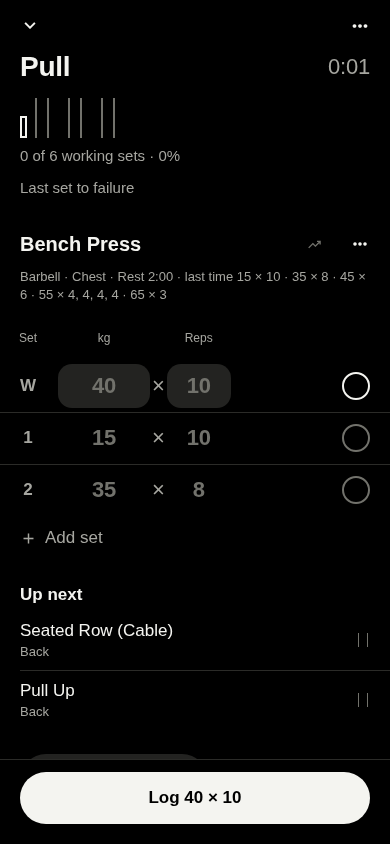 Pull
0:01
0 of 6 working sets · 0%
Last set to failure
Bench Press
Barbell · Chest · Rest 2:00 · last time 15 × 10 · 35 × 8 · 45 ×
6 · 55 × 4, 4, 4, 4 · 65 × 3
Set kg Reps
W 40 × 10
1 15 × 10
2 35 × 8
+ Add set
Up next
Seated Row (Cable)
Back
Pull Up
Back
Log 40 × 10